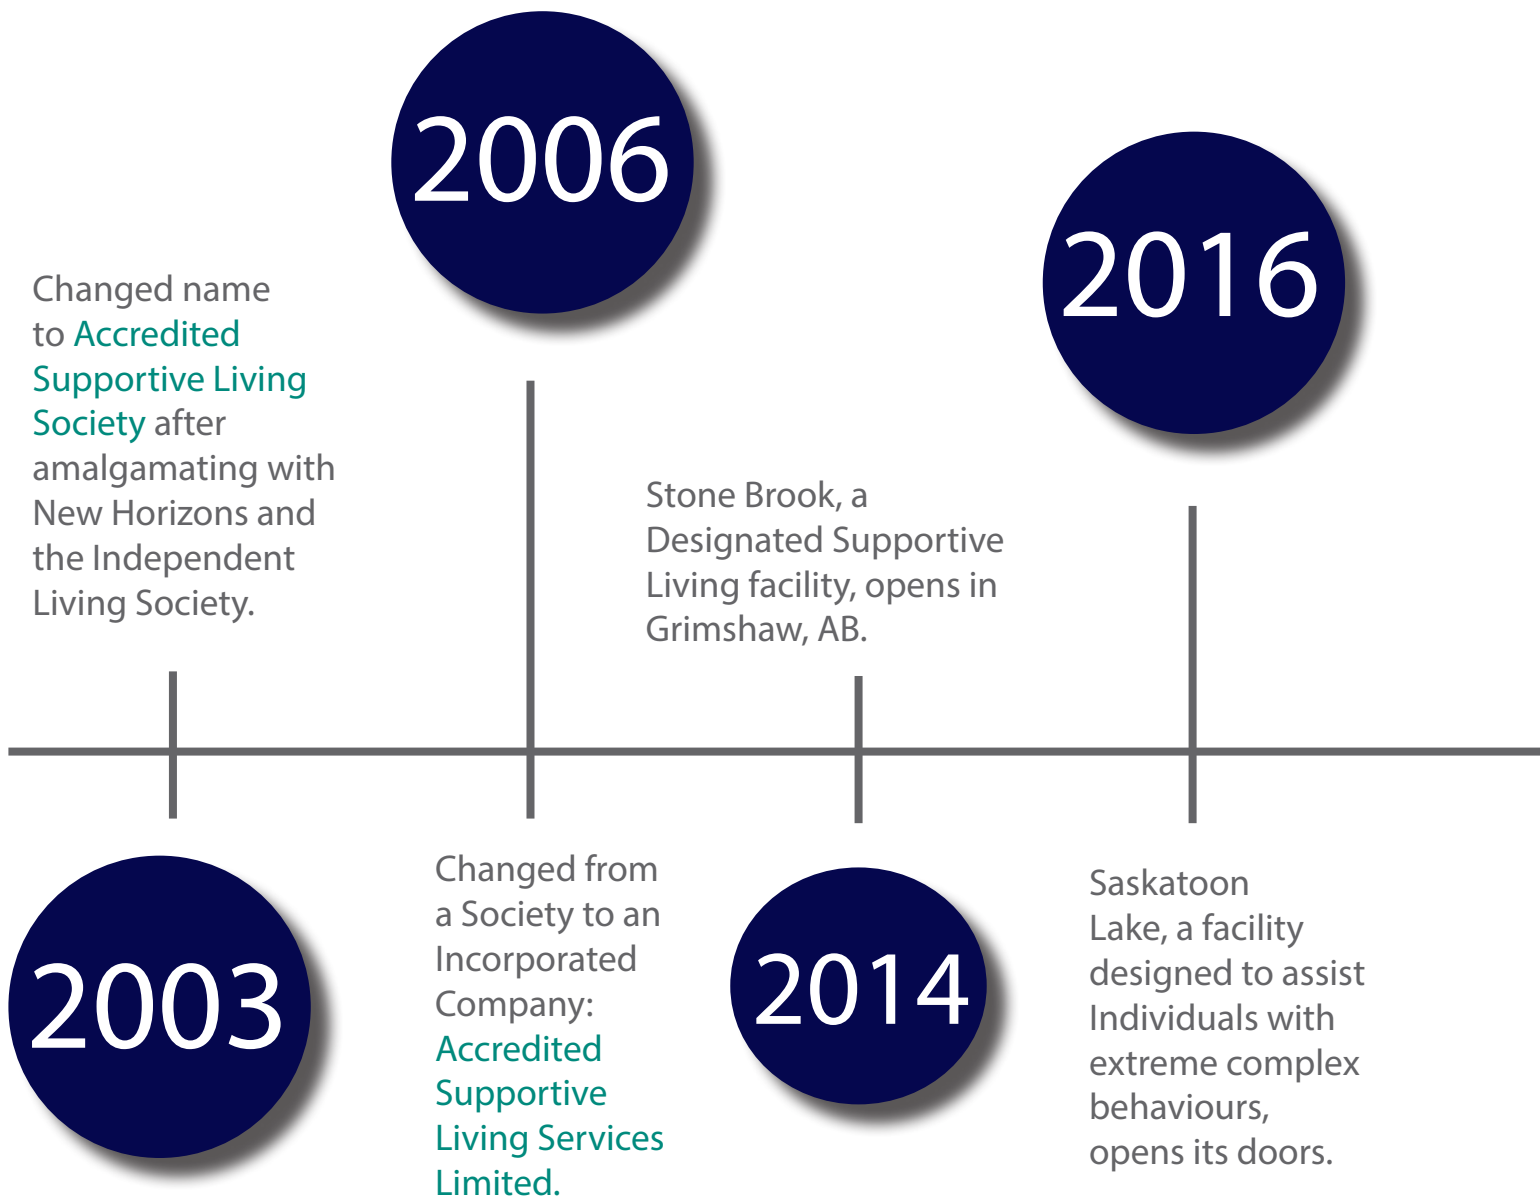 2003
Changed name
to Accredited
Supportive Living
Society after
amalgamating with
New Horizons and
the Independent
Living Society.
2006
Changed from
a Society to an
Incorporated
Company:
Accredited
Supportive
Living Services
Limited.
2014
Stone Brook, a
Designated Supportive
Living facility, opens in
Grimshaw, AB.
2016
Saskatoon
Lake, a facility
designed to assist
Individuals with
extreme complex
behaviours,
opens its doors.